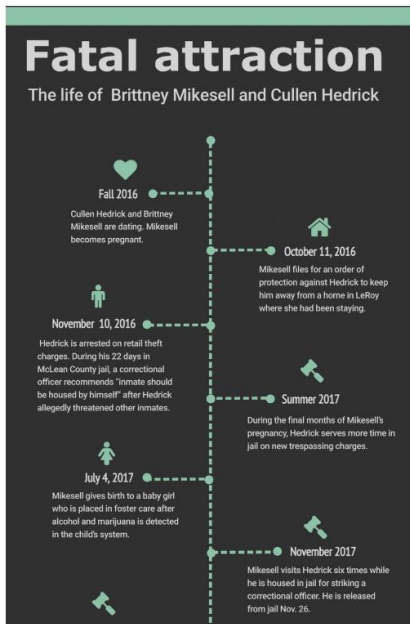 Fatal attraction
The life of Brittney Mikesell and Cullen Hedrick
Fall 2016
Cullen Hedrick and Brittney
Mikesell are dating. Mikesell
becomes pregnant.
October 11, 2016
Mikesell files for an order of
protection against Hedrick to keep
him away from a home in LeRoy
where she had been staying.
November 10, 2016
Hedrick is arrested on retail theft
charges. During his 22 days in
McLean County jail, a correctional
officer recommends "inmate should
be housed by himself" after Hedrick
allegedly threatened other inmates.
Summer 2017
During the final months of Mikesell's
pregnancy, Hedrick serves more time in
jail on new trespassing charges.
July 4, 2017
Mikesell gives birth to a baby girl
who is placed in foster care after
alcohol and marijuana is detected
in the child's system.
November 2017
Mikesell visits Hedrick six times while
he is housed in jail for striking a
correctional officer. He is released
from jail Nov. 26.